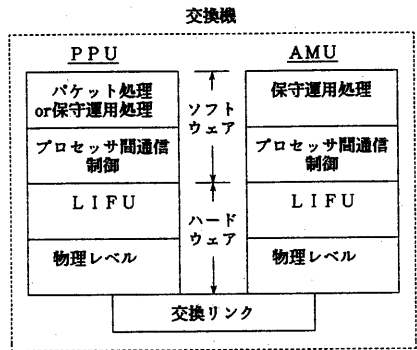 交換機
PPU
AMU
パケット処理
or保守運用処理
プロセッサ間通信
制御
LIFU
物理レベル
ソフト
ウェア
ハード
ウェア
保守運用処理
プロセッサ間通信
制御
LIFU
物理レベル
交換リンク